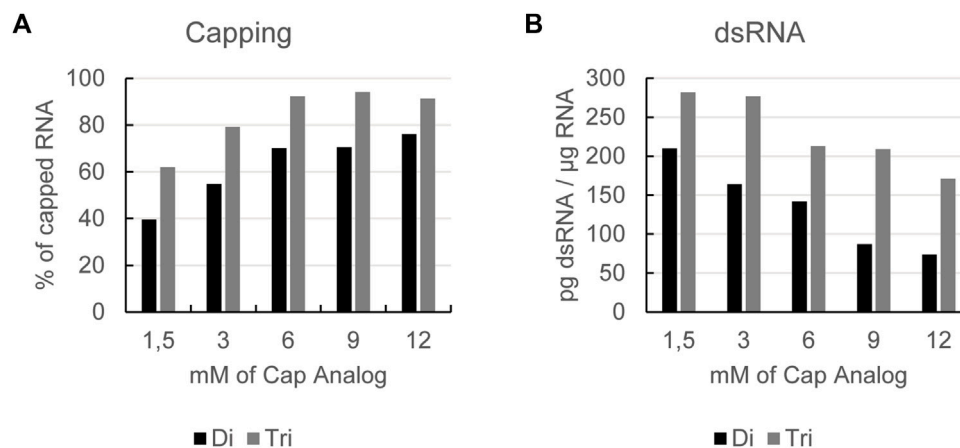 A
Capping
% of capped RNA
100
80
60
40
20
0
1,5 3 6 9 12
mM of Cap Analog
Di Tri
B
dsRNA
pg dsRNA / µg RNA
300
250
200
150
100
50
0
1,5 3 6 9 12
mM of Cap Analog
Di Tri